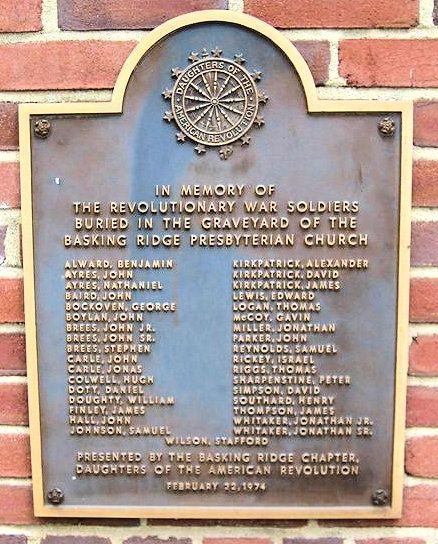 DAUGHTERS OF THE
AMERICAN REVOLUTION
IN MEMORY OF
THE REVOLUTIONARY WAR SOLDIERS
BURIED IN THE GRAVEYARD OF THE
BASKING RIDGE PRESBYTERIAN CHURCH
ALWARD, BENJAMIN
AYRES, JOHN
AYRES, NATHANIEL
BAIRD, JOHN
BOCKOVEN, GEORGE
BOYLAN, JOHN
BREES, JOHN JR.
BREES, JOHN SR.
BREES, STEPHEN
CARLE, JOHN
CARLE, JONAS
COLWELL, HUGH
DOTY, DANIEL
DOUGHTY, WILLIAM
FINLEY, JAMES
HALL, JOHN
JOHNSON, SAMUEL
KIRKPATRICK, ALEXANDER
KIRKPATRICK, DAVID
KIRKPATRICK, JAMES
LEWIS, EDWARD
LOGAN, THOMAS
McCOY, GAVIN
MILLER, JONATHAN
PARKER, JOHN
REYNOLDS, SAMUEL
RICKEY, ISRAEL
RIGGS, THOMAS
SHARPENSTINE, PETER
SIMPSON, DAVID
SOUTHARD, HENRY
THOMPSON, JAMES
WHITAKER, JONATHAN JR.
WHITAKER, JONATHAN SR.
WILSON, STAFFORD
PRESENTED BY THE BASKING RIDGE CHAPTER,
DAUGHTERS OF THE AMERICAN REVOLUTION
FEBRUARY 22, 1974